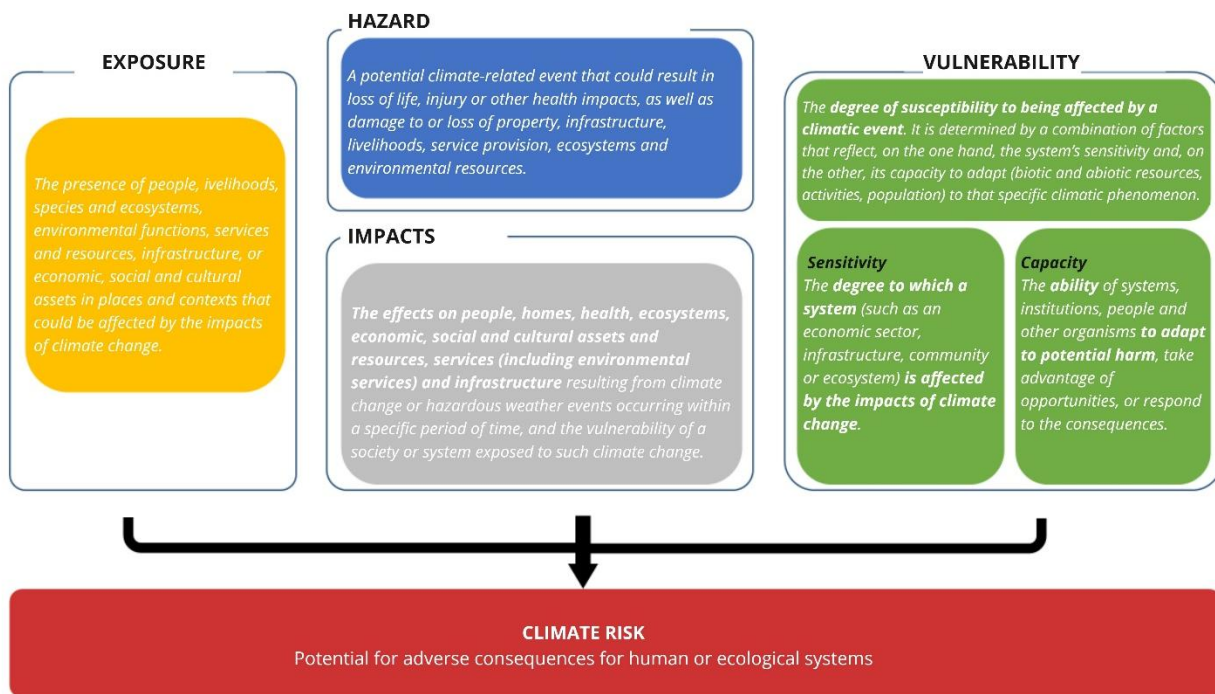 EXPOSURE
The presence of people, ivelihoods,
species and ecosystems,
environmental functions, services
and resources, infrastructure, or
economic, social and cultural
assets in places and contexts that
could be affected by the impacts
of climate change.
HAZARD
A potential climate-related event that could result in
loss of life, injury or other health impacts, as well as
damage to or loss of property, infrastructure,
livelihoods, service provision, ecosystems and
environmental resources.
IMPACTS
The effects on people, homes, health, ecosystems,
economic, social and cultural assets and
resources, services (including environmental
services) and infrastructure resulting from climate
change or hazardous weather events occurring within
a specific period of time, and the vulnerability of a
society or system exposed to such climate change.
VULNERABILITY
The degree of susceptibility to being affected by a
climatic event. It is determined by a combination of factors
that reflect, on the one hand, the system's sensitivity and, on
the other, its capacity to adapt (biotic and abiotic resources,
activities, population) to that specific climatic phenomenon.
Sensitivity
The degree to which a
system (such as an
economic sector,
infrastructure, community
or ecosystem) is affected
by the impacts of climate
change.
Capacity
The ability of systems,
institutions, people and
other organisms to adapt
to potential harm, take
advantage of
opportunities, or respond
to the consequences.
CLIMATE RISK
Potential for adverse consequences for human or ecological systems